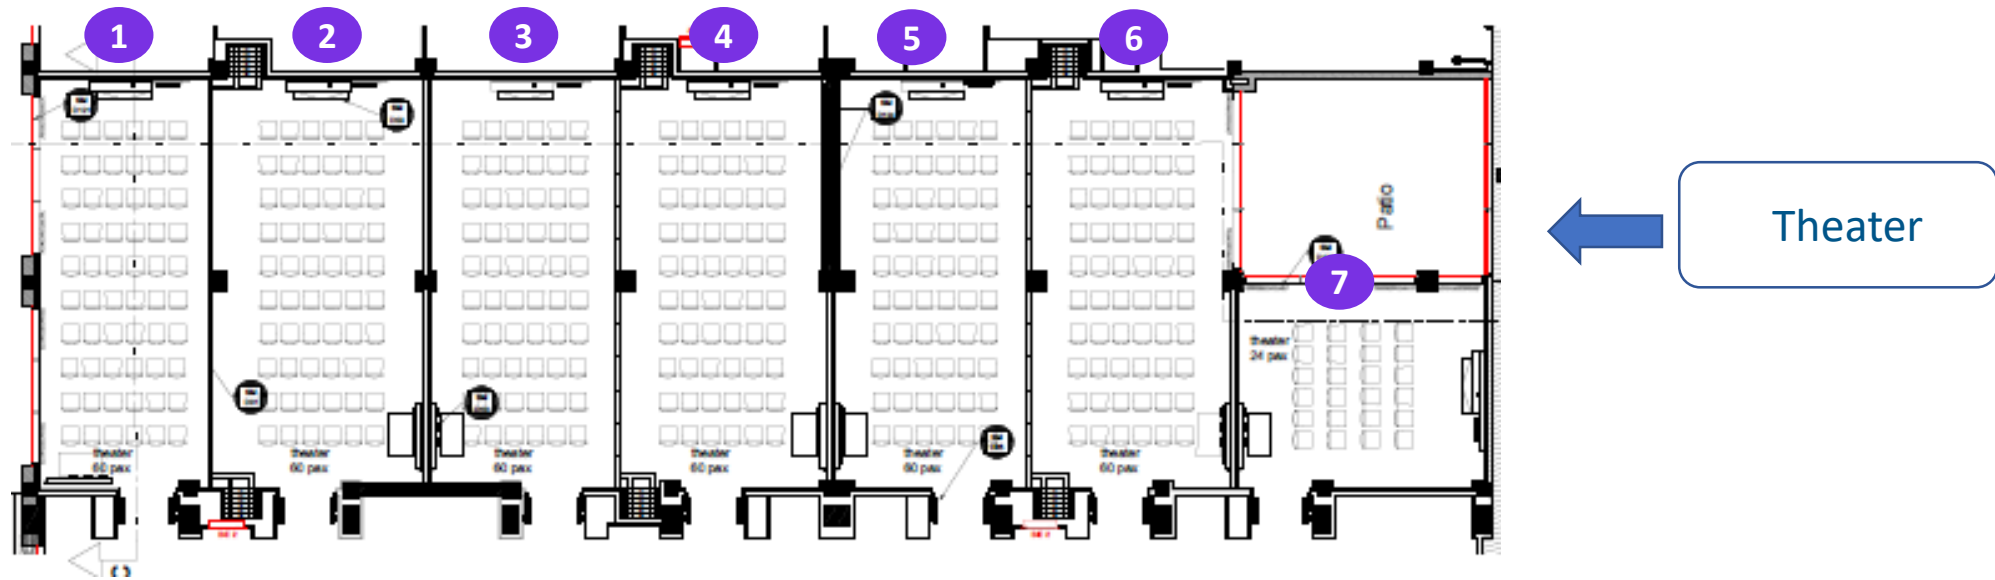 1 2 3 4 5 6
Patio
7
Theater
theater
24 pax
theater
60 pax
theater
60 pax
theater
60 pax
theater
60 pax
theater
60 pax
theater
60 pax
C